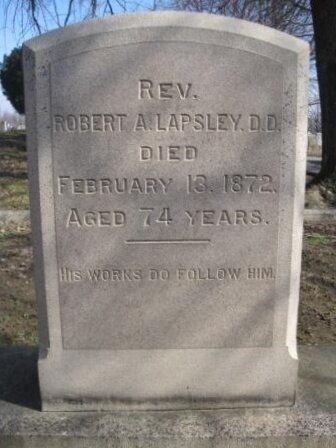 REV.
ROBERT A. LAPSLEY, D.D.
DIED
FEBRUARY 13, 1872,
AGED 74 YEARS.
HIS WORKS DO FOLLOW HIM.